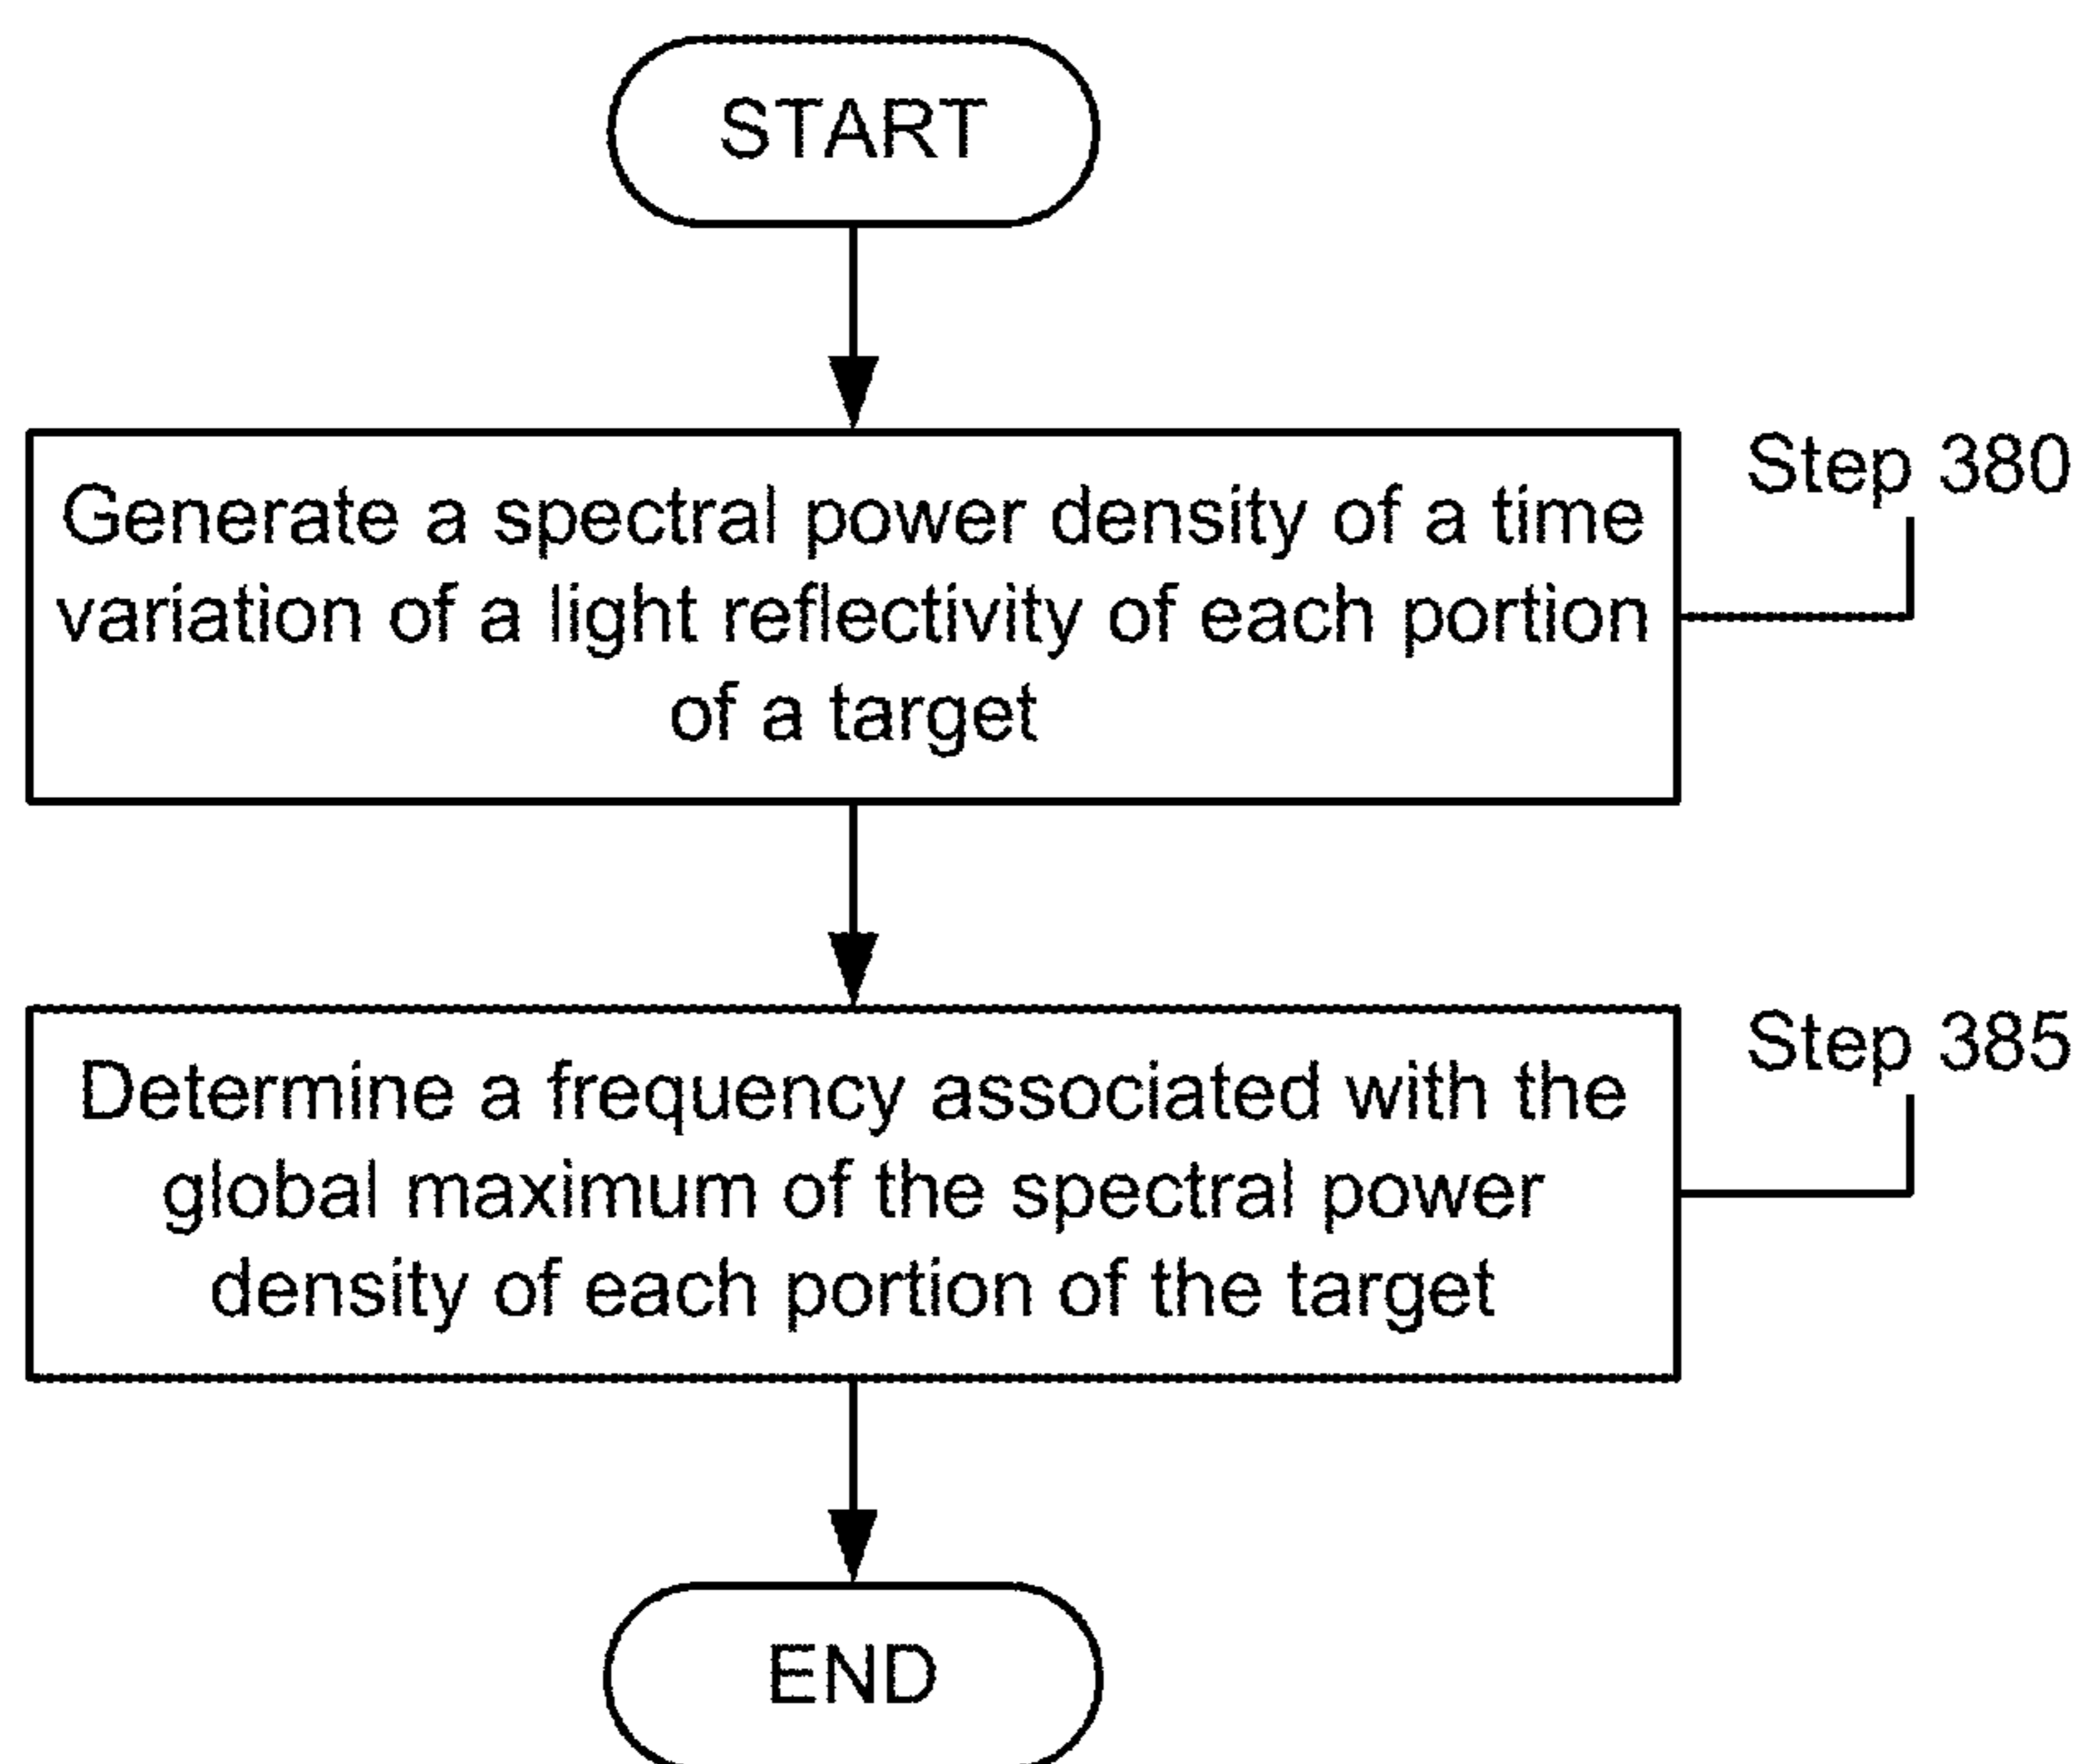 START
Step 380
Generate a spectral power density of a time
variation of a light reflectivity of each portion
of a target
Step 385
Determine a frequency associated with the
global maximum of the spectral power
density of each portion of the target
END